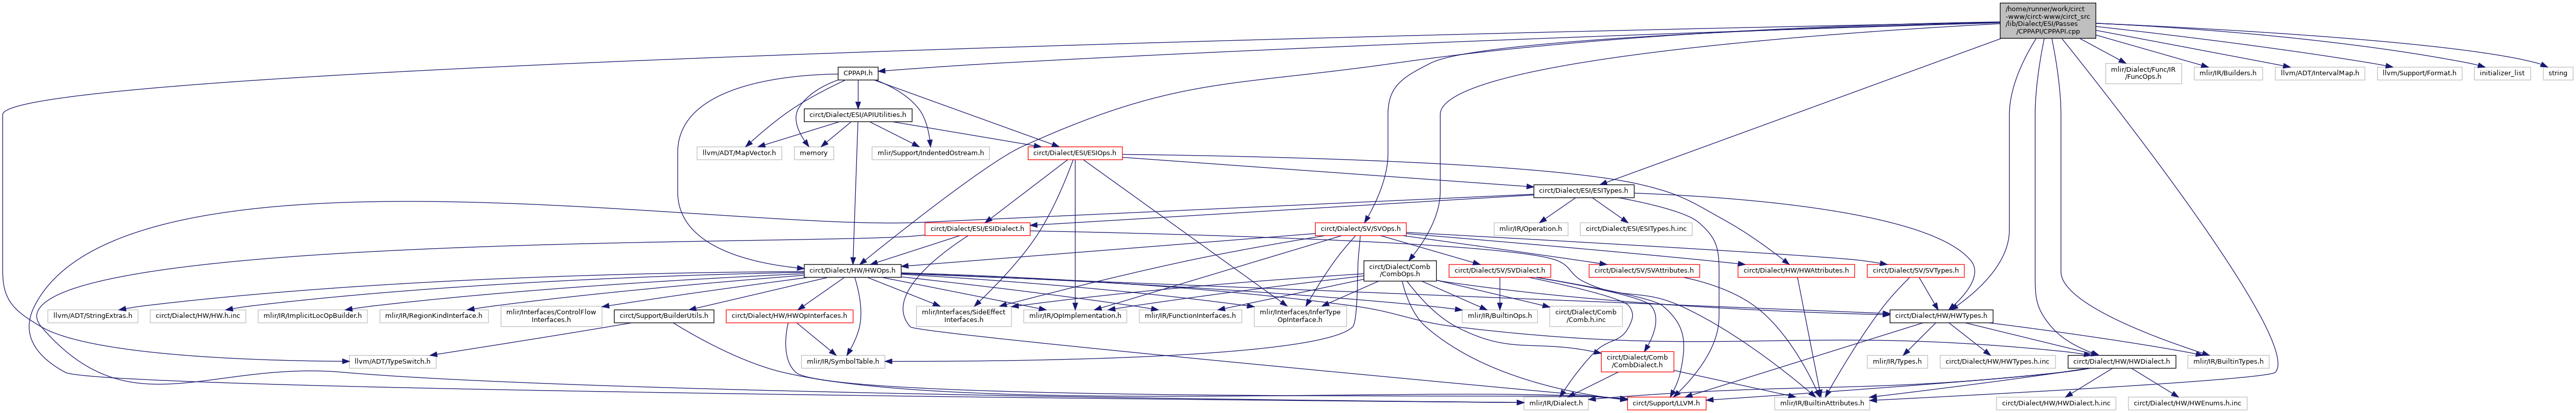 /home/runner/work/circt
-www/circt-www/circt_src
/lib/Dialect/ESI/Passes
/CPPAPI/CPPAPI.cpp
CPPAPI.h
mlir/Dialect/Func/IR
/FuncOps.h
mlir/IR/Builders.h
llvm/ADT/IntervalMap.h
llvm/Support/Format.h
initializer_list
string
circt/Dialect/ESI/APIUtilities.h
llvm/ADT/MapVector.h
memory
mlir/Support/IndentedOstream.h
circt/Dialect/ESI/ESIOps.h
circt/Dialect/ESI/ESITypes.h
circt/Dialect/ESI/ESIDialect.h
circt/Dialect/SV/SVOps.h
mlir/IR/Operation.h
circt/Dialect/ESI/ESITypes.h.inc
circt/Dialect/HW/HWOps.h
circt/Dialect/Comb
/CombOps.h
circt/Dialect/SV/SVDialect.h
circt/Dialect/SV/SVAttributes.h
circt/Dialect/HW/HWAttributes.h
circt/Dialect/SV/SVTypes.h
llvm/ADT/StringExtras.h
circt/Dialect/HW/HW.h.inc
mlir/IR/ImplicitLocOpBuilder.h
mlir/IR/RegionKindInterface.h
mlir/Interfaces/ControlFlow
Interfaces.h
circt/Support/BuilderUtils.h
circt/Dialect/HW/HWOpInterfaces.h
mlir/Interfaces/SideEffect
Interfaces.h
mlir/IR/OpImplementation.h
mlir/IR/FunctionInterfaces.h
mlir/Interfaces/InferType
OpInterface.h
mlir/IR/BuiltinOps.h
circt/Dialect/Comb
/Comb.h.inc
circt/Dialect/HW/HWTypes.h
llvm/ADT/TypeSwitch.h
mlir/IR/SymbolTable.h
circt/Dialect/Comb
/CombDialect.h
mlir/IR/Types.h
circt/Dialect/HW/HWTypes.h.inc
circt/Dialect/HW/HWDialect.h
mlir/IR/BuiltinTypes.h
mlir/IR/Dialect.h
circt/Support/LLVM.h
mlir/IR/BuiltinAttributes.h
circt/Dialect/HW/HWDialect.h.inc
circt/Dialect/HW/HWEnums.h.inc